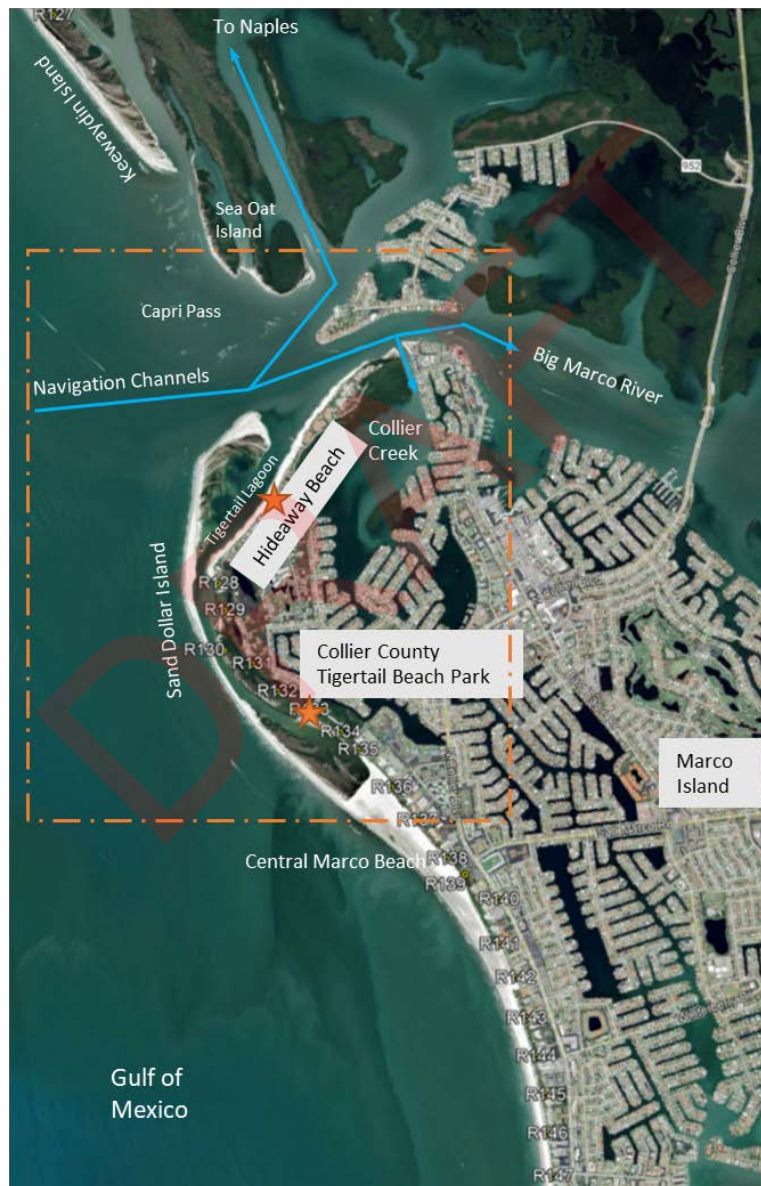 R127
To Naples
Keewaydin Island
952
Sea Oat
Island
Capri Pass
Navigation Channels
Big Marco River
Collier
Creek
Tigertail Lagoon
Hideaway Beach
Sand Dollar Island
R128
R129
R130
R131
Collier County
Tigertail Beach Park
R132
R134
R135
Marco
Island
R136
R137
Central Marco Beach
R138
R139
R140
R141
R142
R143
R144
Gulf of
Mexico
R145
R146
R147
DRAFT